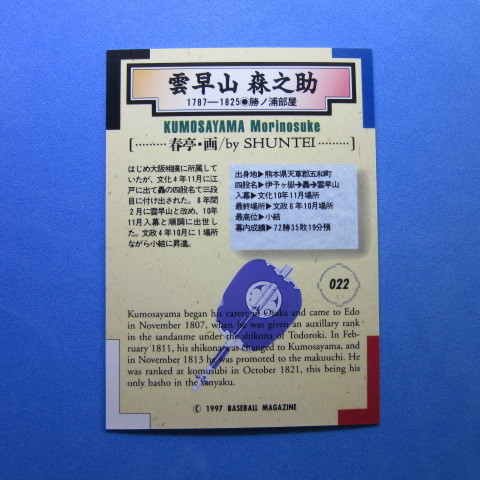 雲早山 森之助
1787—1825●勝ノ浦部屋
KUMOSAYAMA Morinosuke
[………春亭・画/by SHUNTEI………]
はじめ大阪相撲に所属し
ていたが、文化4年11月に江
戸に出て轟の四股名で三段
目に付け出された。8年間
2月に雲早山と改め、10年
11月入幕と順調に出世し
た。文政4年10月に1場所
ながら小結に昇進。
出身地▶熊本県天草郡五和町
四股名▶伊予ヶ嶽➔轟➔雲早山
入幕▶文化10年11月場所
最終場所▶文政6年10月場所
最高位▶小結
幕内成績▶72勝35敗19分預
022
Kumosayama began his career in Osaka and came to Edo
in November 1807, when he was given an auxillary rank
in the sandanme under the shikona of Todoroki. In Feb-
ruary 1811, his shikona was changed to Kumosayama, and
in November 1813 he was promoted to the makuuchi. He
was ranked at komusubi in October 1821, this being his
only basho in the sanyaku.
© 1997 BASEBALL MAGAZINE